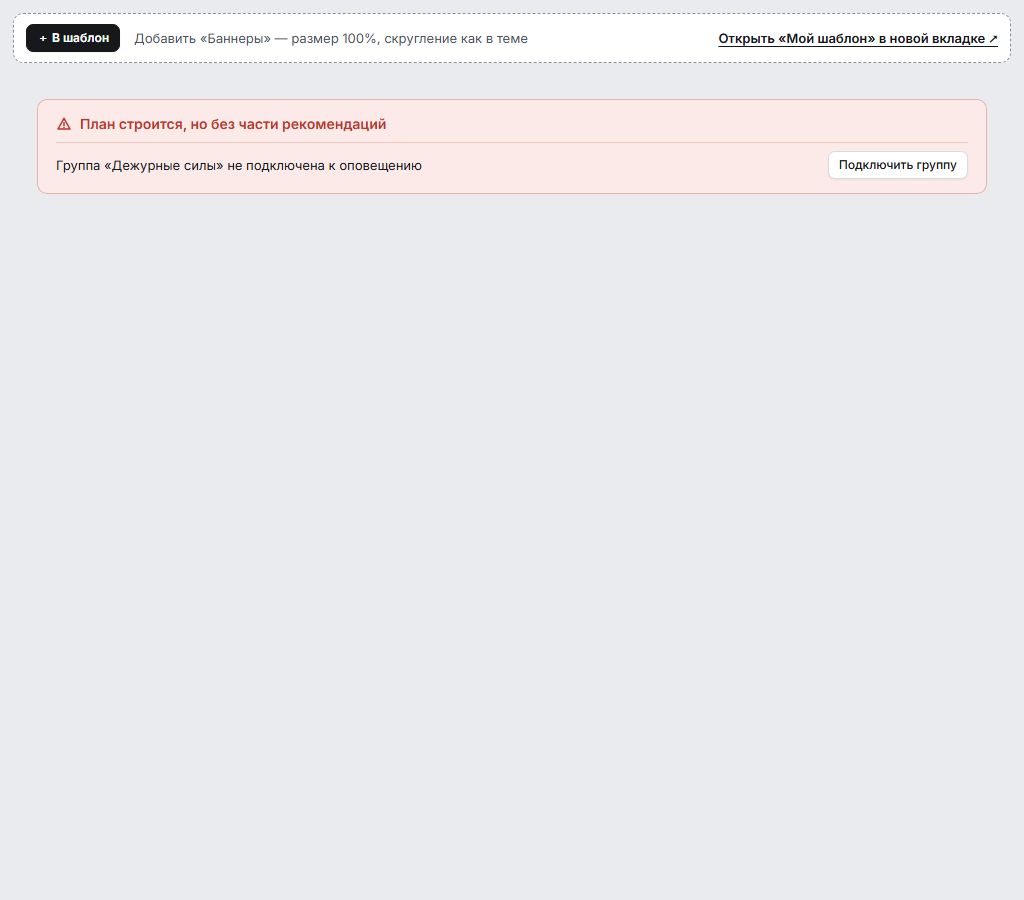 + В шаблон
Добавить «Баннеры» — размер 100%, скругление как в теме
Открыть «Мой шаблон» в новой вкладке ↗
План строится, но без части рекомендаций
Группа «Дежурные силы» не подключена к оповещению
Подключить группу